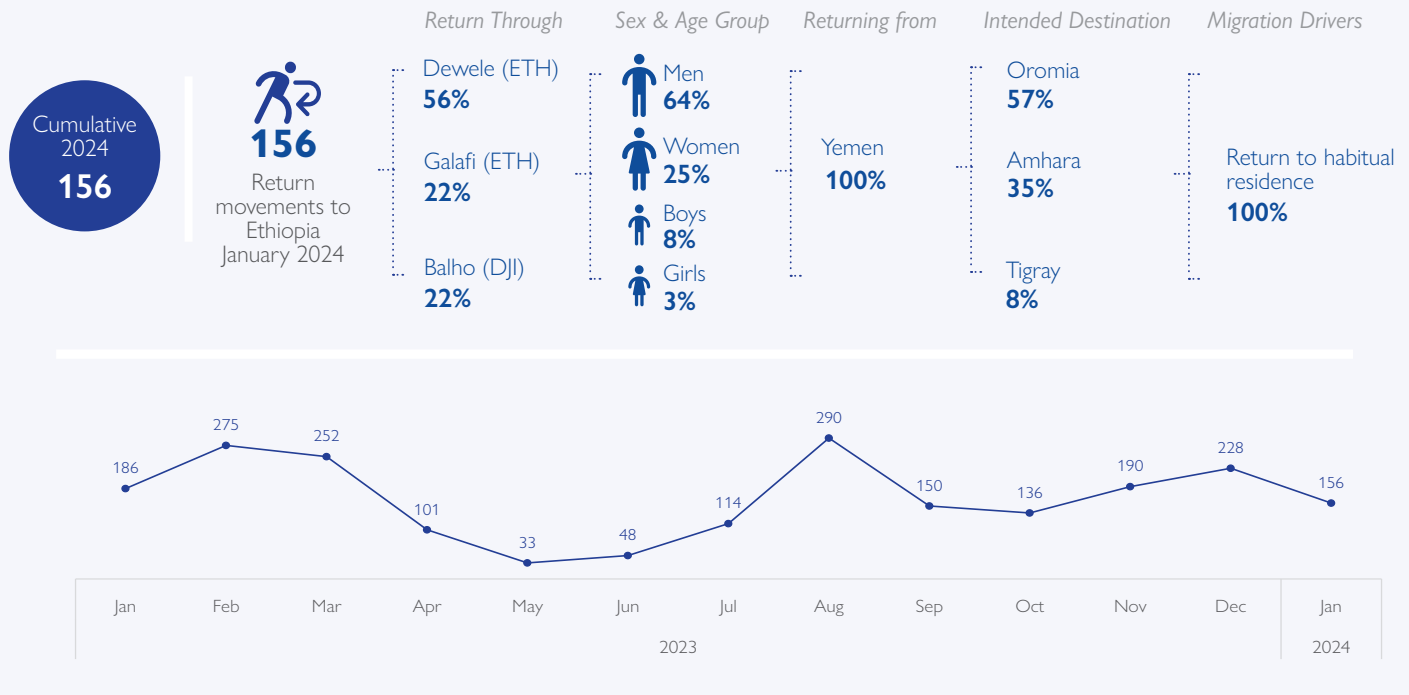 Return Through
Sex & Age Group
Returning from
Intended Destination
Migration Drivers
Cumulative
2024
156
156
Return
movements to
Ethiopia
January 2024
Dewele (ETH)
56%
Galafi (ETH)
22%
Balho (DJI)
22%
Men
64%
Women
25%
Boys
8%
Girls
3%
Yemen
100%
Oromia
57%
Amhara
35%
Tigray
8%
Return to habitual
residence
100%
186
275
252
101
33
48
114
290
150
136
190
228
156
Jan
Feb
Mar
Apr
May
Jun
Jul
Aug
Sep
Oct
Nov
Dec
Jan
2023
2024